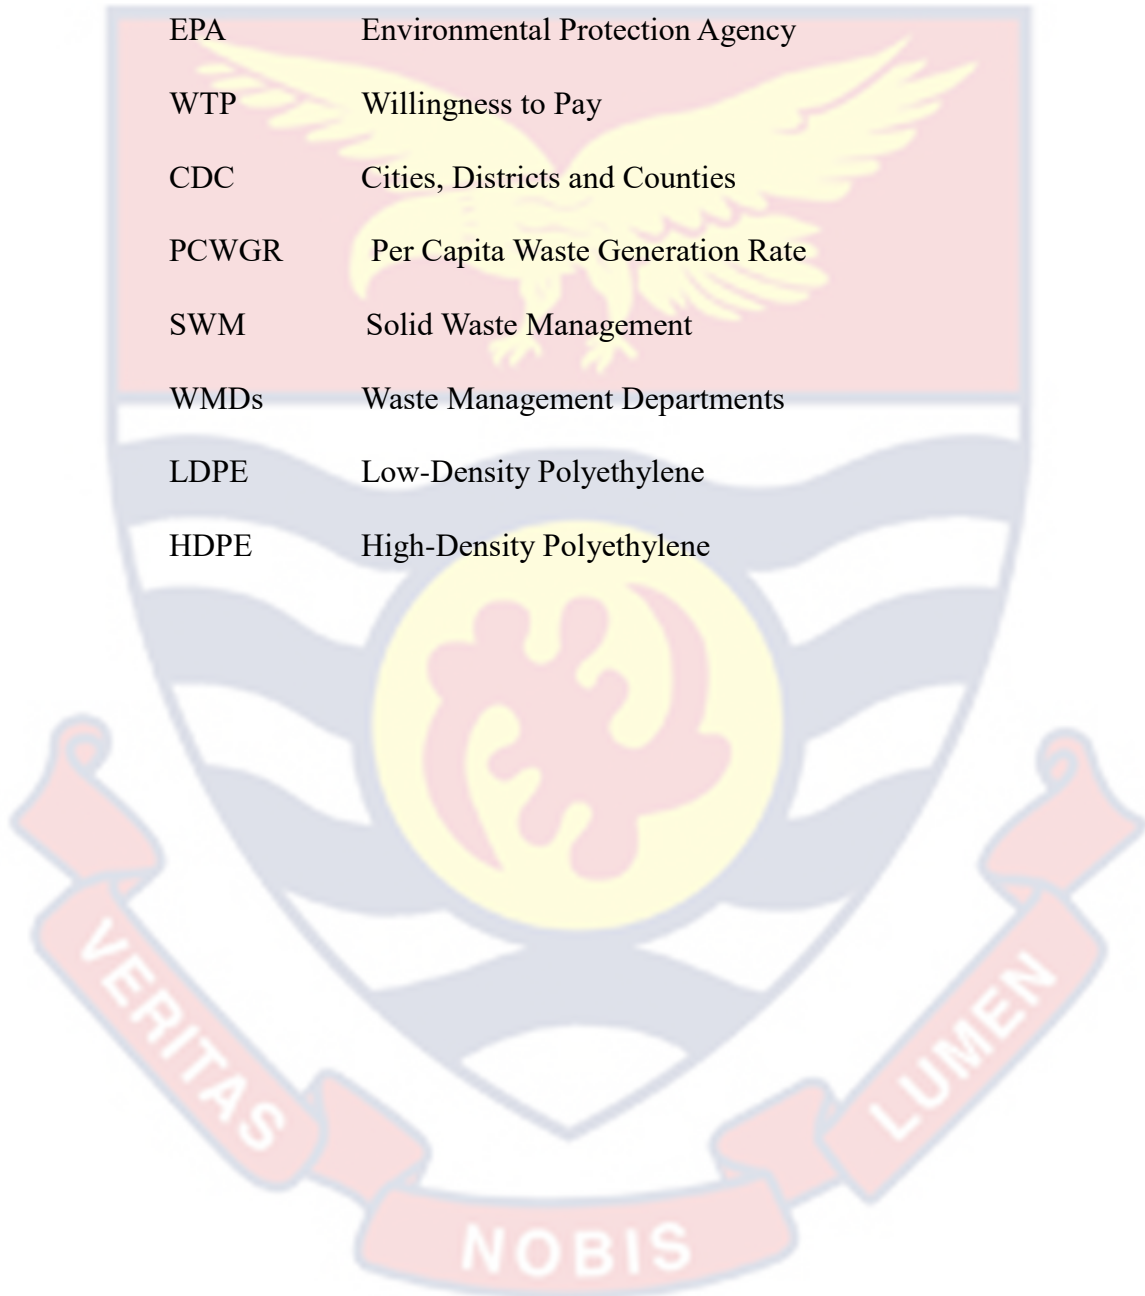 EPA Environmental Protection Agency
WTP Willingness to Pay
CDC Cities, Districts and Counties
PCWGR Per Capita Waste Generation Rate
SWM Solid Waste Management
WMDs Waste Management Departments
LDPE Low-Density Polyethylene
HDPE High-Density Polyethylene
VERITAS
NOBIS
LUMEN